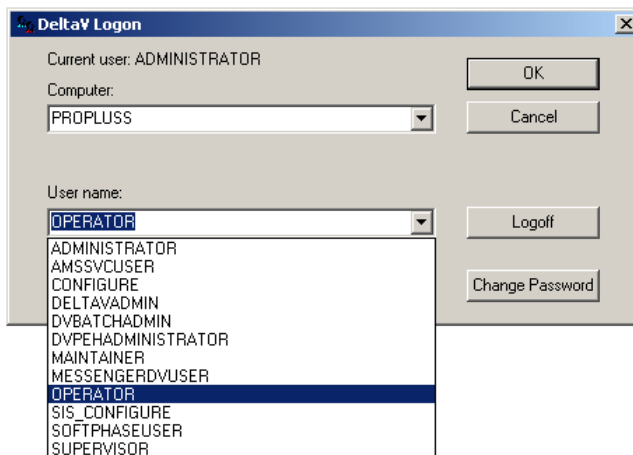 DeltaV Logon
Current user: ADMINISTRATOR
OK
Computer:
PROPLUSS
Cancel
User name:
OPERATOR
Logoff
ADMINISTRATOR
AMSSVCUSER
CONFIGURE
Change Password
DELTAVADMIN
DVBATCHADMIN
DVPEHADMINISTRATOR
MAINTAINER
MESSENGERDVUSER
OPERATOR
SIS_CONFIGURE
SOFTPHASEUSER
SUPERVISOR